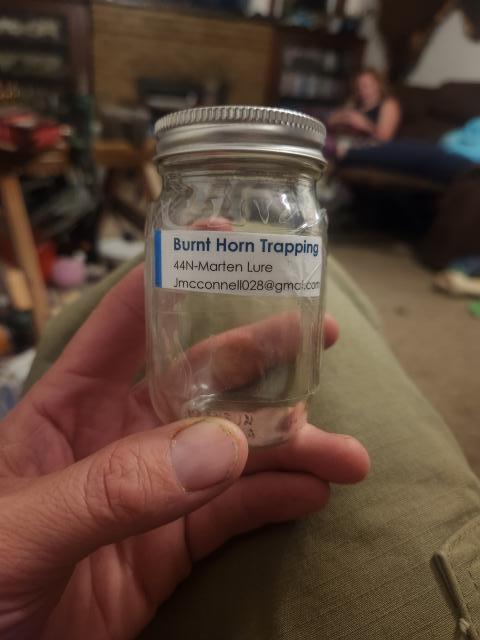 Burnt Horn Trapping
44N-Marten Lure
Jmcconnell028@gmail.com